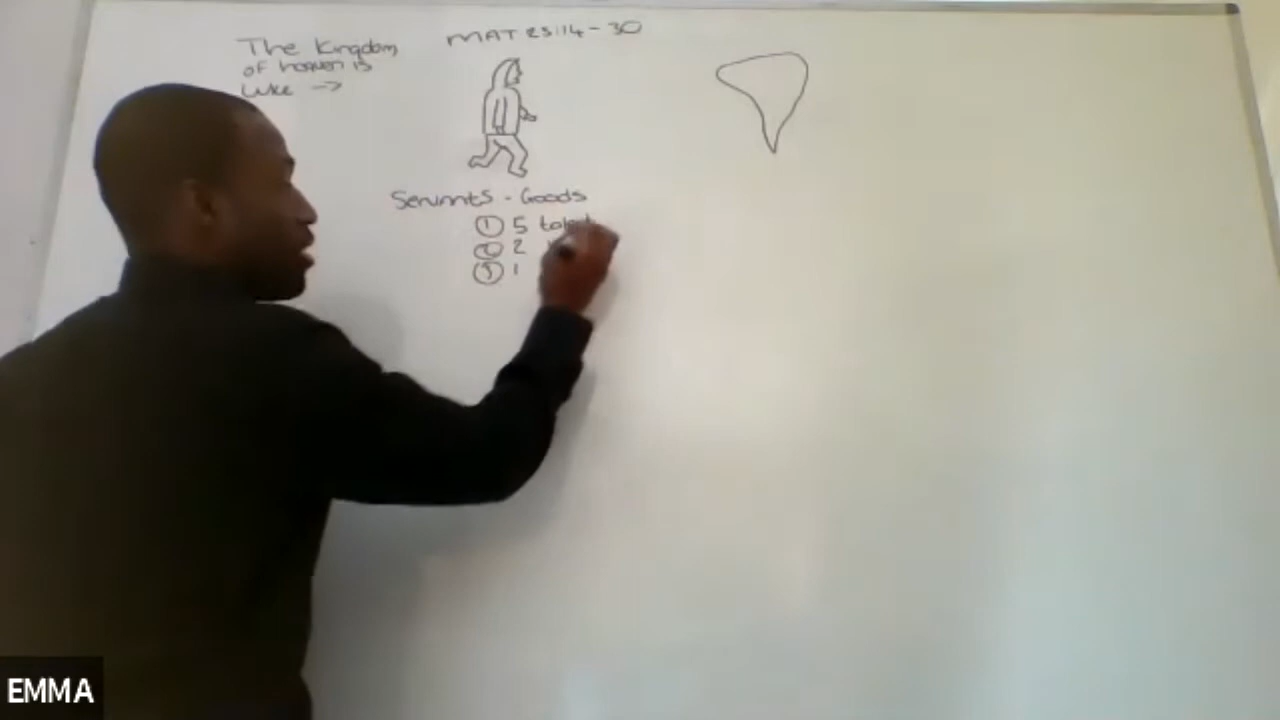 MAT 25:14 - 30
The Kingdom
of heaven is
like ->
Servants - Goods
① 5
② 2
③ 1
EMMA